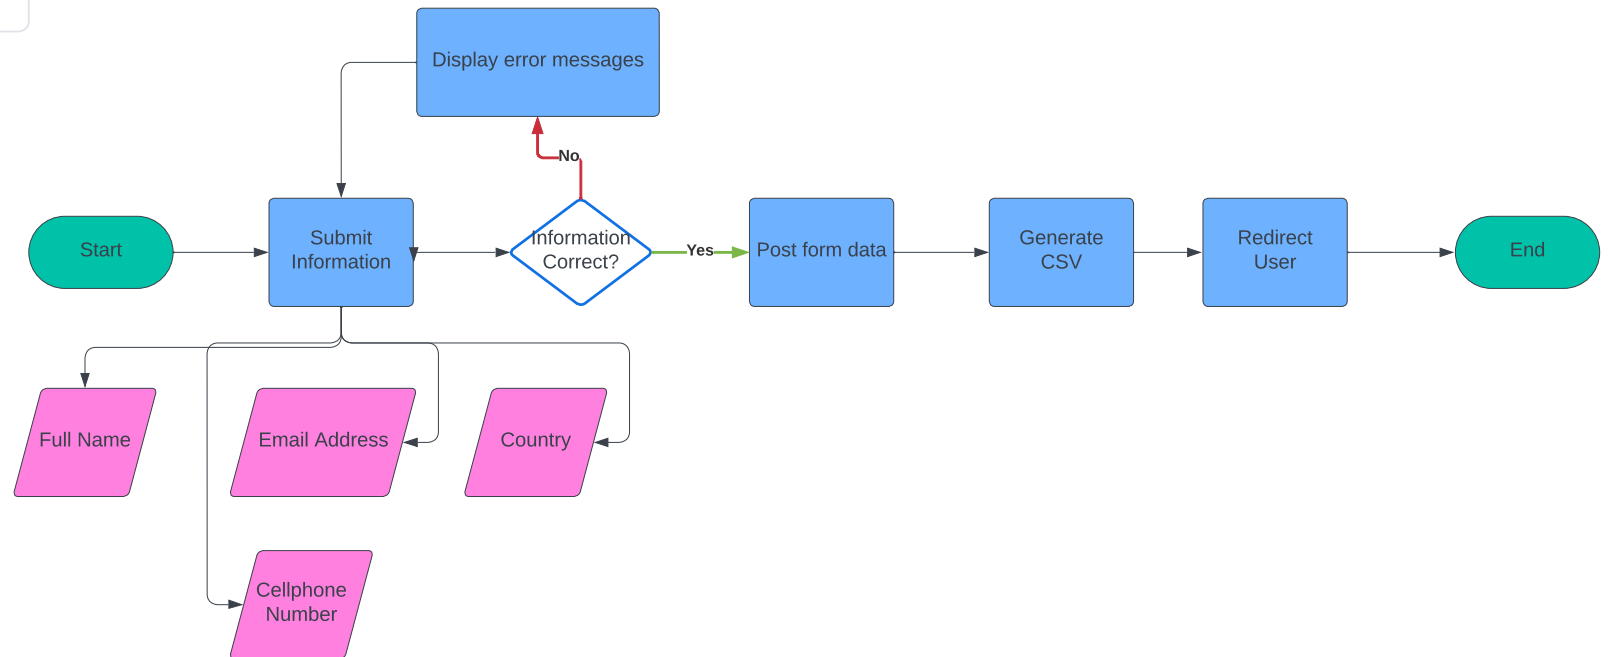 Display error messages
No
Start
Submit
Information
Information
Correct?
Yes
Post form data
Generate
CSV
Redirect
User
End
Full Name
Email Address
Country
Cellphone
Number